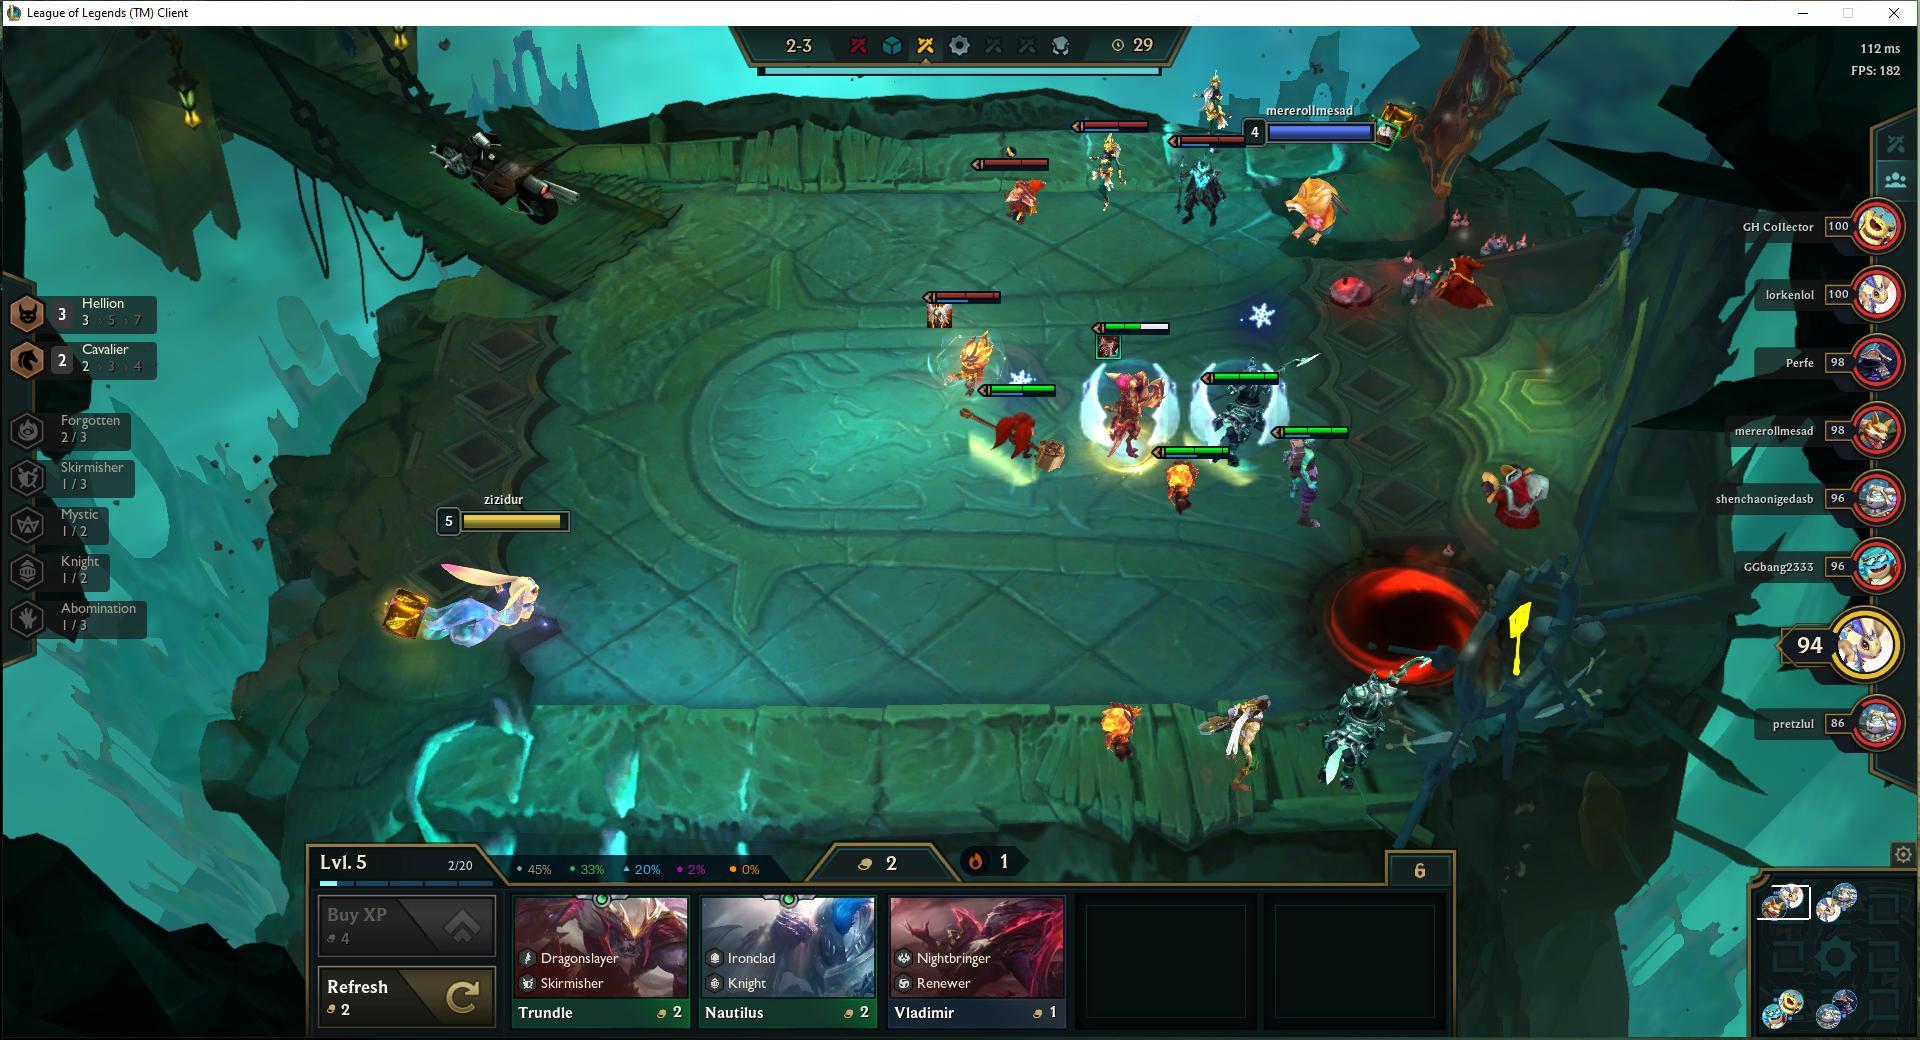 League of Legends (TM) Client
2-3
29
112 ms
FPS: 182
mererollmesad
4
GH Collector 100
lorkenlol 100
Perfe 98
mererollmesad 98
shenchaonigedasb 96
GGbang2333 96
94
pretzlul 86
3 Hellion
3 › 5 › 7
2 Cavalier
2 › 3 › 4
Forgotten
2 / 3
Skirmisher
1 / 3
Mystic
1 / 2
Knight
1 / 2
Abomination
1 / 3
zizidur
5
Lvl. 5
2/20
45% 33% 20% 2% 0%
2
1
6
Buy XP
4
Refresh
2
Dragonslayer
Skirmisher
Trundle 2
Ironclad
Knight
Nautilus 2
Nightbringer
Renewer
Vladimir 1